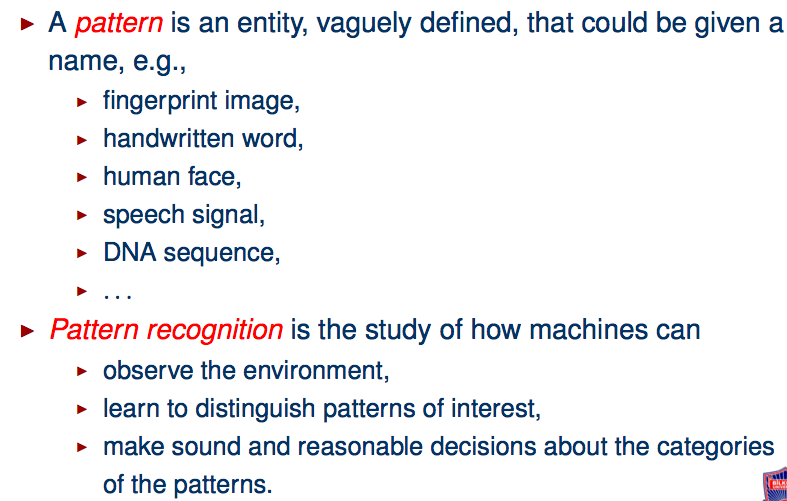 ▸ A pattern is an entity, vaguely defined, that could be given a
name, e.g.,
▸ fingerprint image,
▸ handwritten word,
▸ human face,
▸ speech signal,
▸ DNA sequence,
▸ ...
▸ Pattern recognition is the study of how machines can
▸ observe the environment,
▸ learn to distinguish patterns of interest,
▸ make sound and reasonable decisions about the categories
of the patterns.